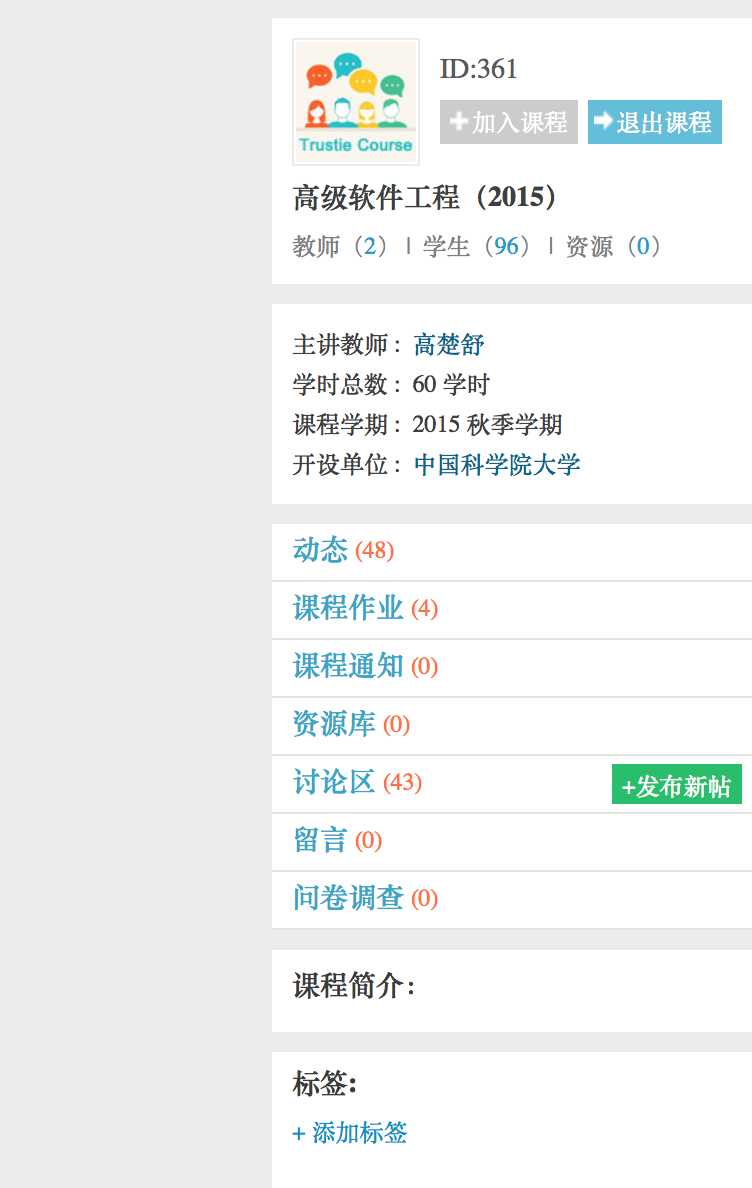 Trustie Course
ID:361
+加入课程 退出课程
高级软件工程（2015）
教师（2） | 学生（96） | 资源（0）
主讲教师： 高楚舒
学时总数： 60 学时
课程学期： 2015 秋季学期
开设单位： 中国科学院大学
动态 (48)
课程作业 (4)
课程通知 (0)
资源库 (0)
讨论区 (43) +发布新帖
留言 (0)
问卷调查 (0)
课程简介：
标签:
+ 添加标签